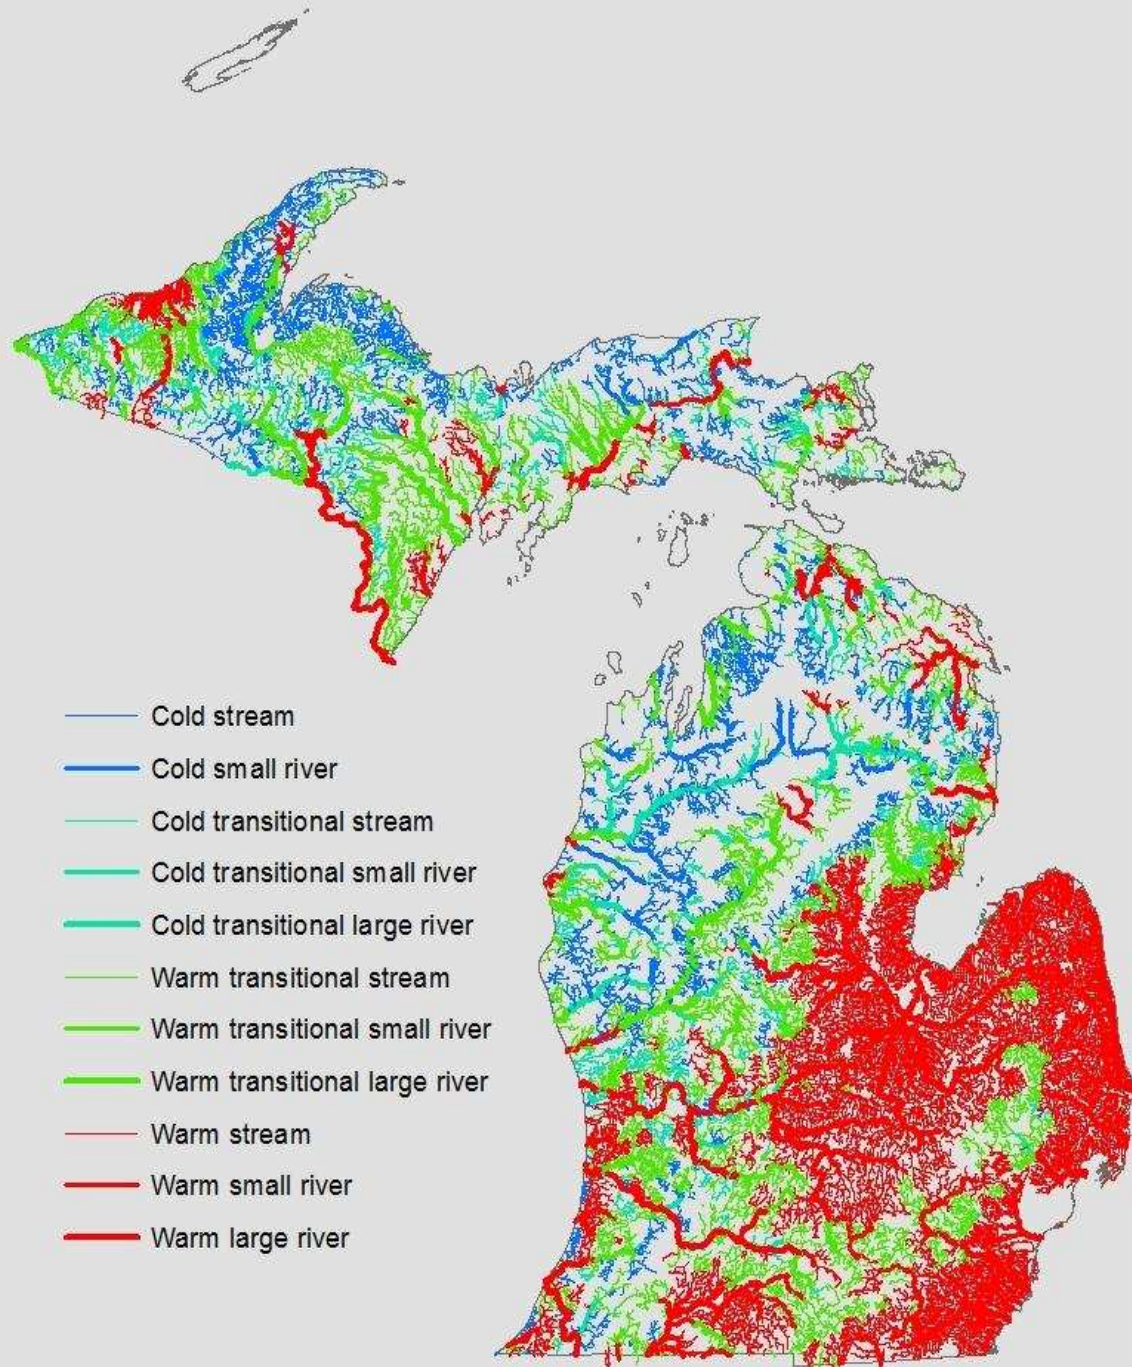 Cold stream
Cold small river
Cold transitional stream
Cold transitional small river
Cold transitional large river
Warm transitional stream
Warm transitional small river
Warm transitional large river
Warm stream
Warm small river
Warm large river